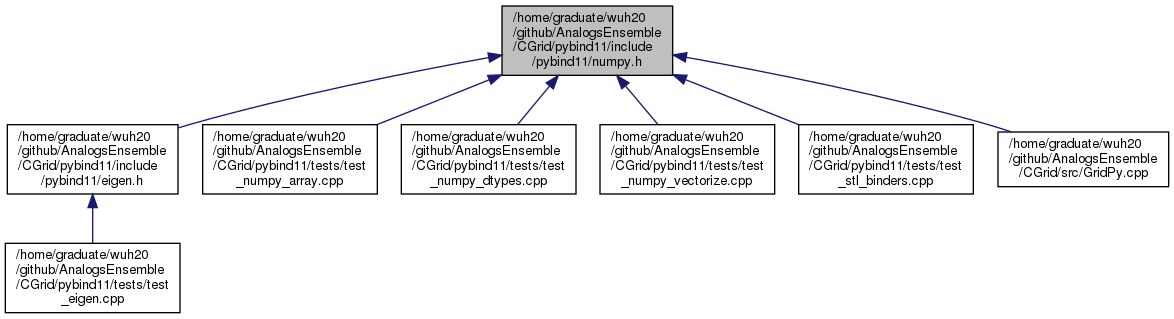 /home/graduate/wuh20
/github/AnalogsEnsemble
/CGrid/pybind11/include
/pybind11/numpy.h
/home/graduate/wuh20
/github/AnalogsEnsemble
/CGrid/pybind11/include
/pybind11/eigen.h
/home/graduate/wuh20
/github/AnalogsEnsemble
/CGrid/pybind11/tests/test
_numpy_array.cpp
/home/graduate/wuh20
/github/AnalogsEnsemble
/CGrid/pybind11/tests/test
_numpy_dtypes.cpp
/home/graduate/wuh20
/github/AnalogsEnsemble
/CGrid/pybind11/tests/test
_numpy_vectorize.cpp
/home/graduate/wuh20
/github/AnalogsEnsemble
/CGrid/pybind11/tests/test
_stl_binders.cpp
/home/graduate/wuh20
/github/AnalogsEnsemble
/CGrid/src/GridPy.cpp
/home/graduate/wuh20
/github/AnalogsEnsemble
/CGrid/pybind11/tests/test
_eigen.cpp